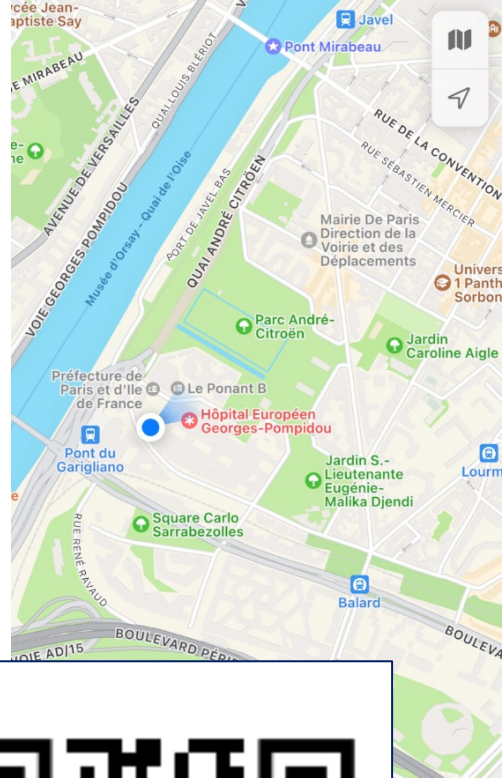 cée Jean-
aptiste Say
Javel
Pont Mirabeau
E MIRABEAU
QUAI LOUIS BLÉRIOT
AVENUE DE VERSAILLES
RUE DE LA CONVENTION
RUE SÉBASTIEN MERCIER
VOIE GEORGES POMPIDOU
Musée d'Orsay - Quai de l'Oise
PORT DE JAVEL BAS
QUAI ANDRÉ CITROËN
Mairie De Paris
Direction de la
Voirie et des
Déplacements
Univers
1 Panth
Sorbon
Parc André-
Citroën
Jardin
Caroline Aigle
Préfecture de
Paris et d'Ile
de France
Le Ponant B
Hôpital Européen
Georges-Pompidou
Pont du
Garigliano
Jardin S.-
Lieutenante
Eugénie-
Malika Djendi
Lourm
Square Carlo
Sarrabezolles
RUE RENÉ RAVAUD
Balard
BOULEVARD PÉRI
BOULEVA
OIE AD/15